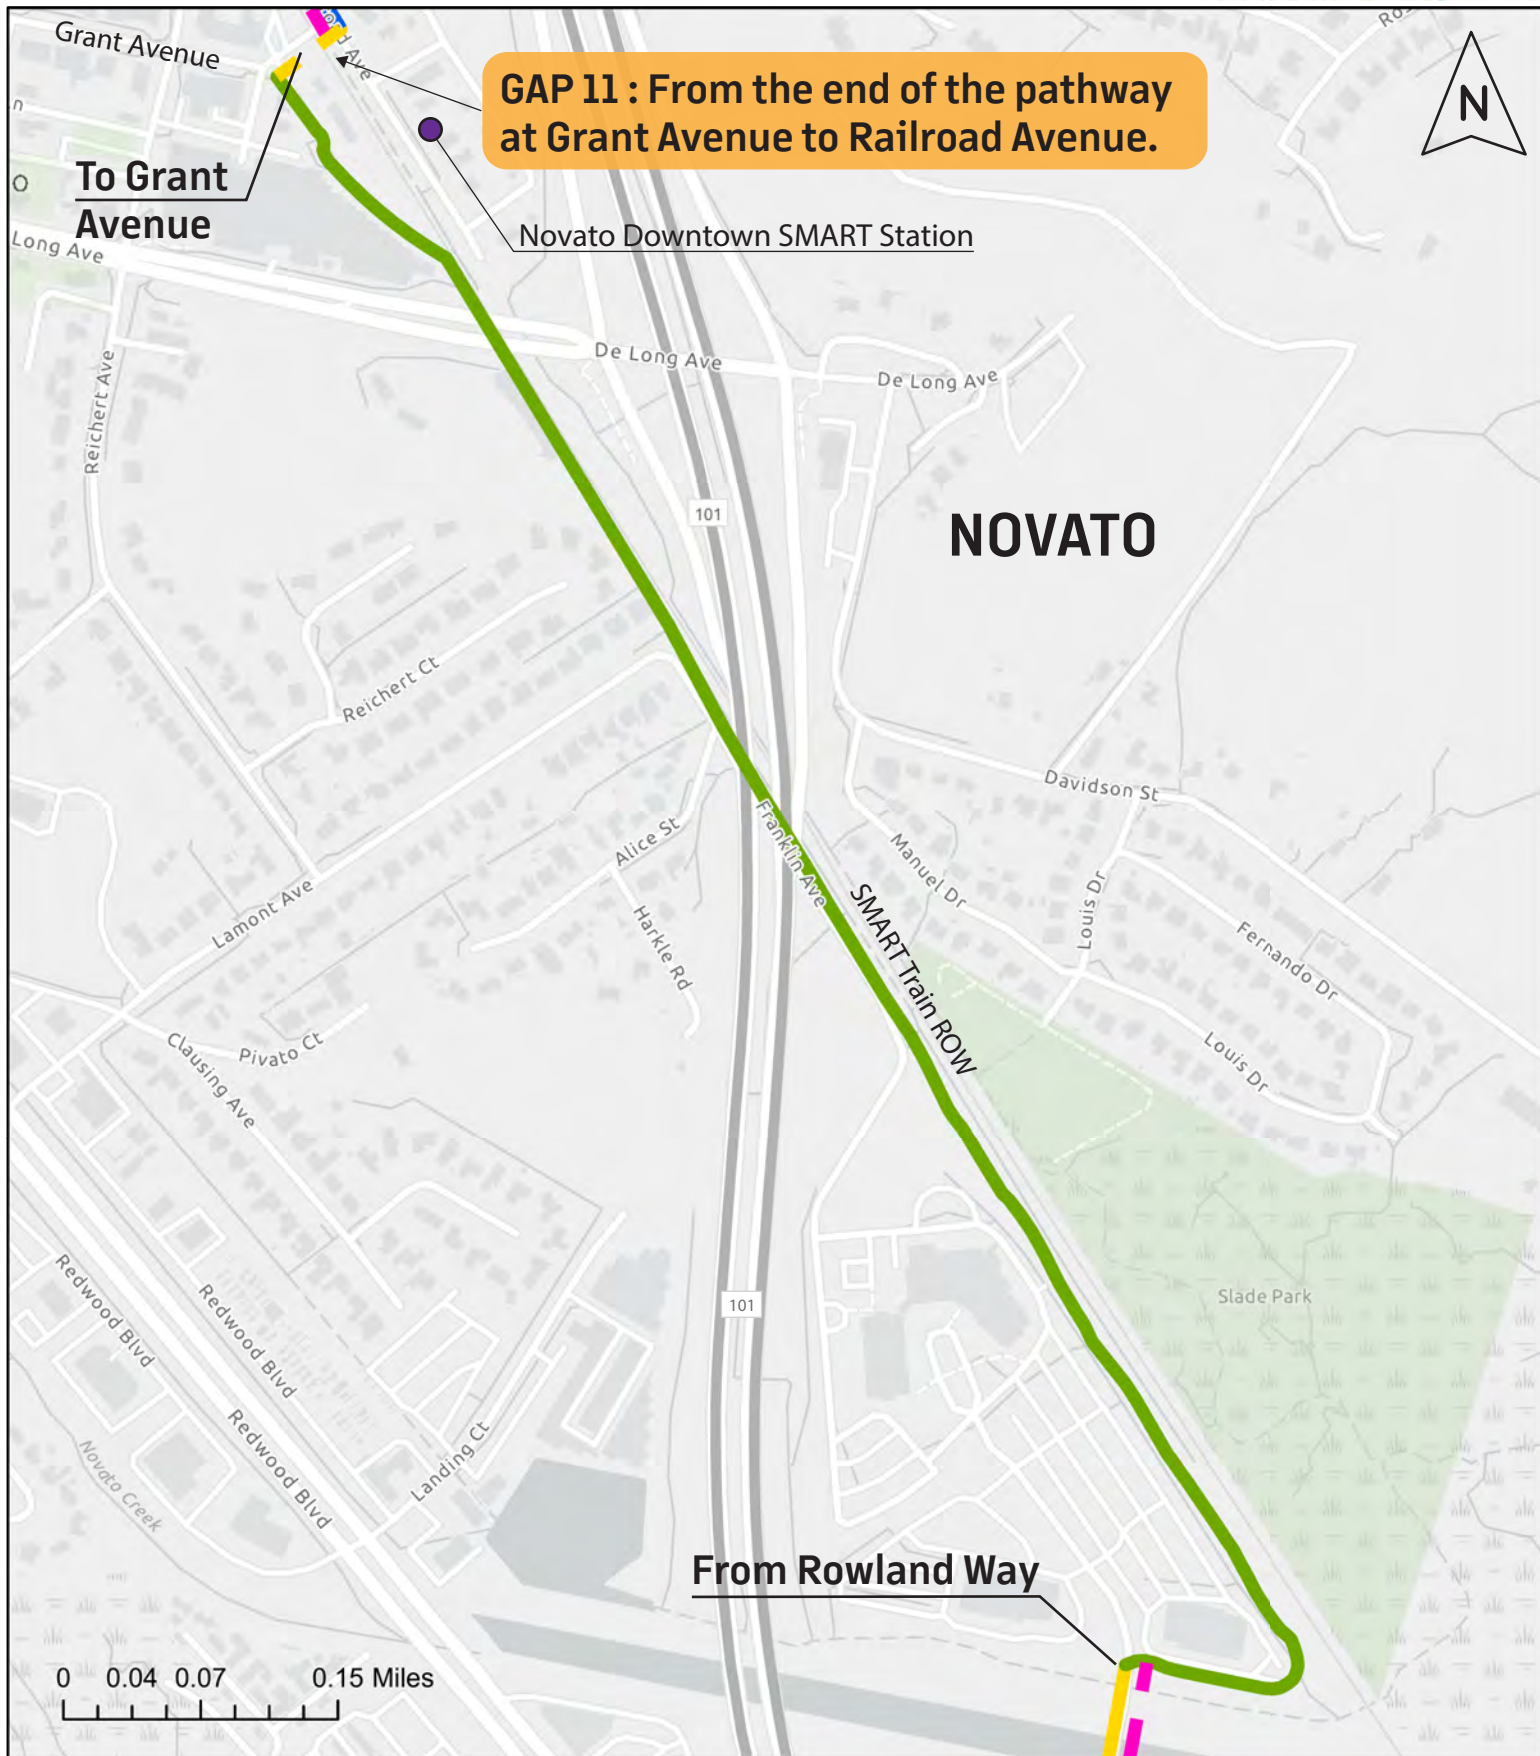 Grant Avenue
GAP 11 : From the end of the pathway
at Grant Avenue to Railroad Avenue.
N
To Grant
Avenue
Novato Downtown SMART Station
Long Ave
De Long Ave
De Long Ave
Reichert Ave
101
NOVATO
Reichert Ct
Davidson St
Franklin Ave
Alice St
Manuel Dr
SMART Train ROW
Louis Dr
Lamont Ave
Harkle Rd
Fernando Dr
Clausing Ave
Pivato Ct
Louis Dr
Redwood Blvd
Redwood Blvd
101
Slade Park
Redwood Blvd
Landing Ct
Novato Creek
From Rowland Way
0 0.04 0.07 0.15 Miles